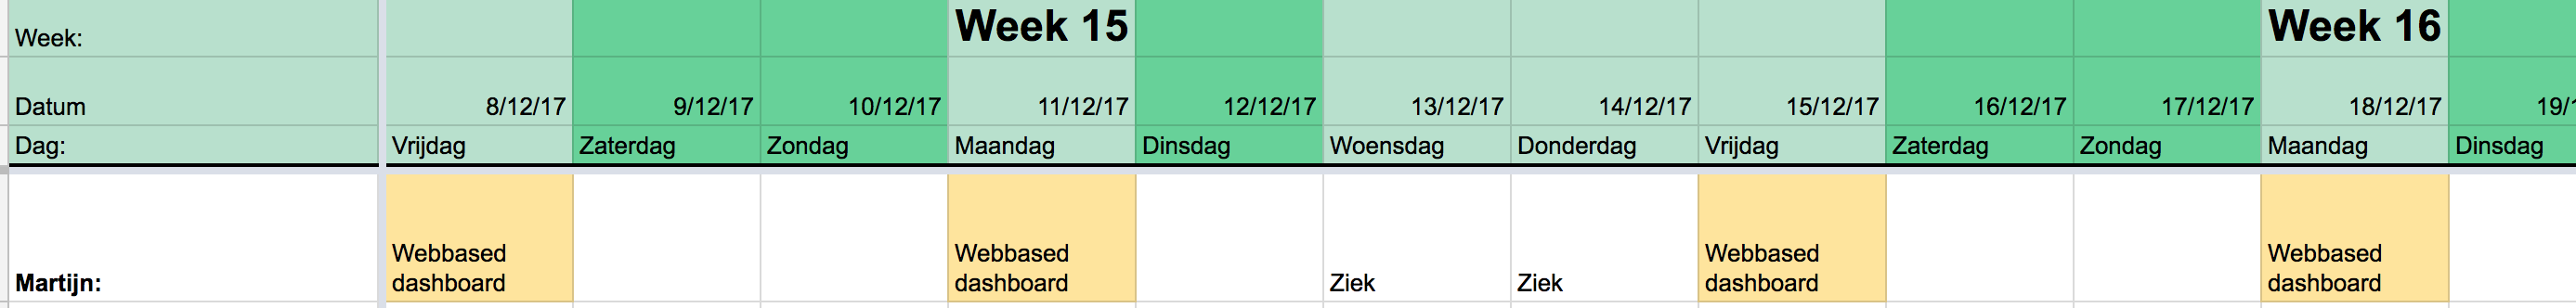 Week: Week 15 Week 16
Datum 8/12/17 9/12/17 10/12/17 11/12/17 12/12/17 13/12/17 14/12/17 15/12/17 16/12/17 17/12/17 18/12/17 19/1
Dag: Vrijdag Zaterdag Zondag Maandag Dinsdag Woensdag Donderdag Vrijdag Zaterdag Zondag Maandag Dinsdag
Webbased Webbased Webbased Webbased
Martijn: dashboard dashboard Ziek Ziek dashboard dashboard